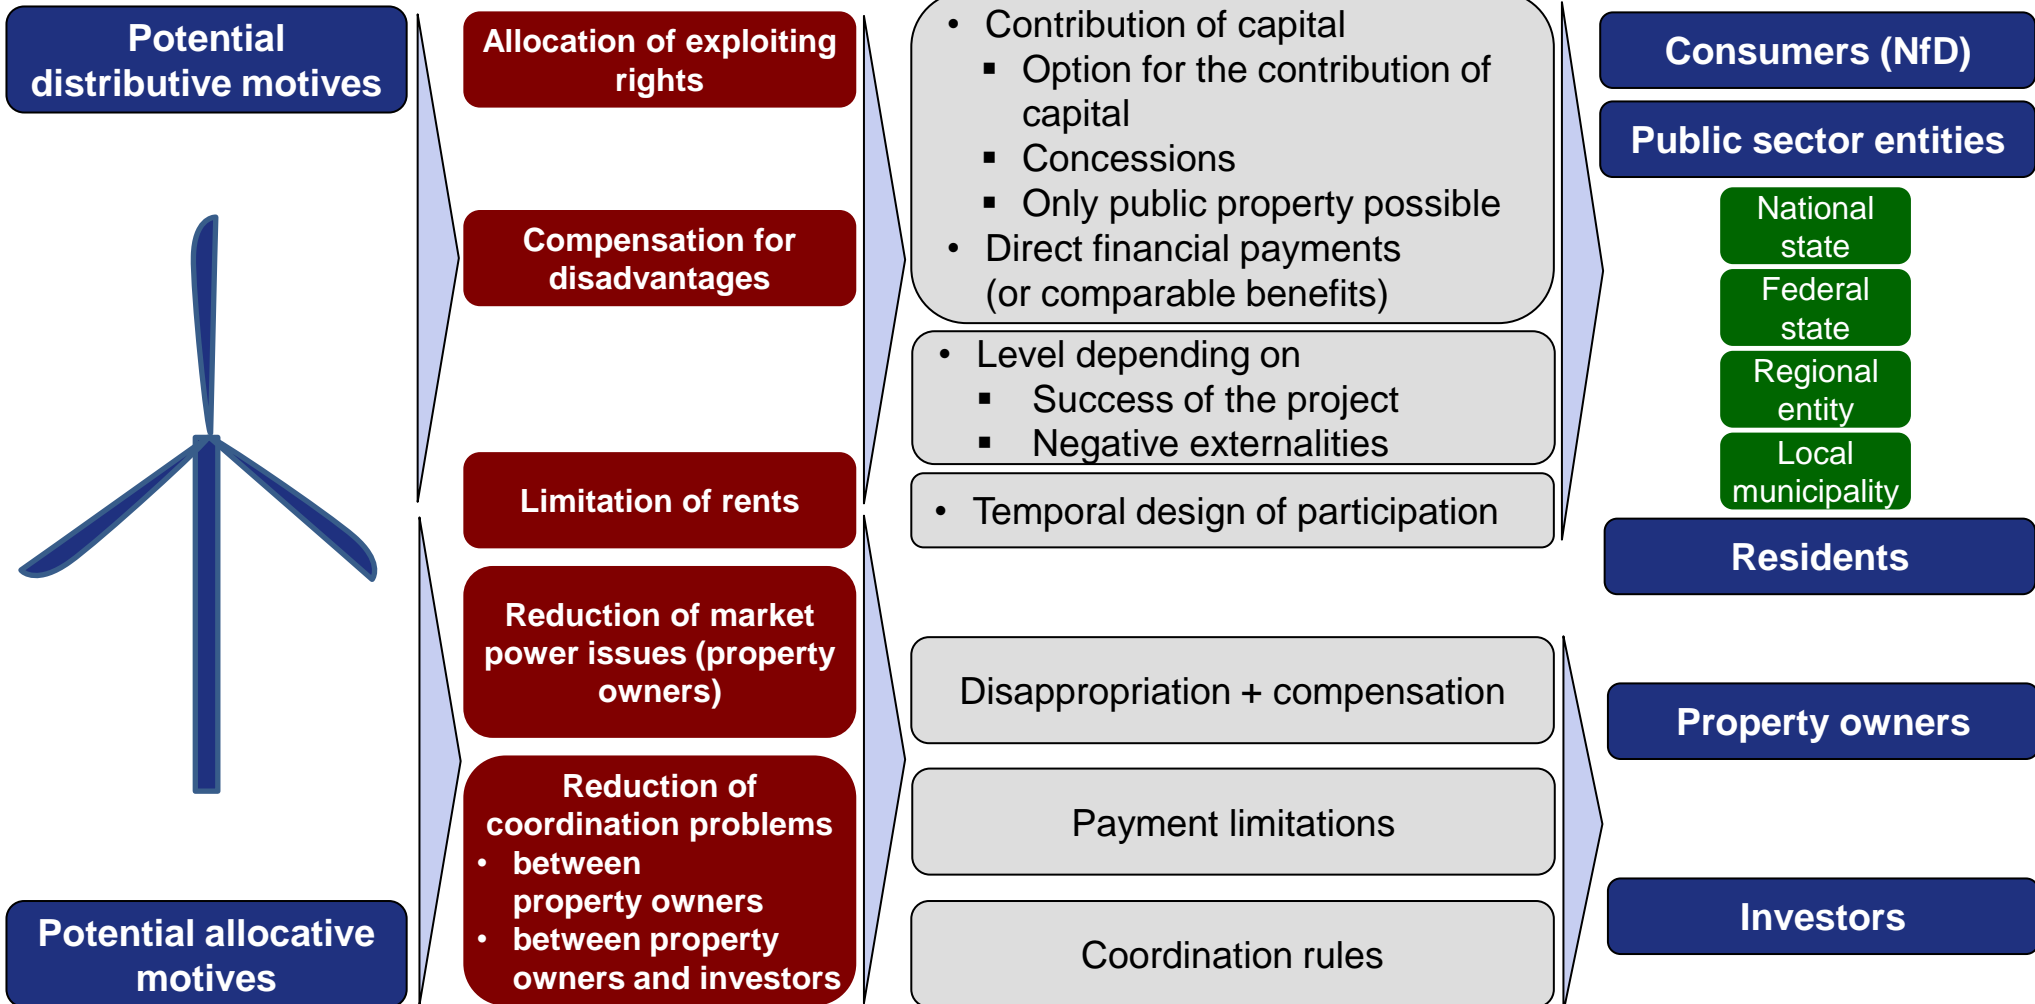 Potential
distributive motives
Potential allocative
motives
Allocation of exploiting
rights
Compensation for
disadvantages
Limitation of rents
Reduction of market
power issues (property
owners)
Reduction of
coordination problems
• between
property owners
• between property
owners and investors
• Contribution of capital
▪ Option for the contribution of
capital
▪ Concessions
▪ Only public property possible
• Direct financial payments
(or comparable benefits)
• Level depending on
▪ Success of the project
▪ Negative externalities
• Temporal design of participation
Disappropriation + compensation
Payment limitations
Coordination rules
Consumers (NfD)
Public sector entities
National
state
Federal
state
Regional
entity
Local
municipality
Residents
Property owners
Investors